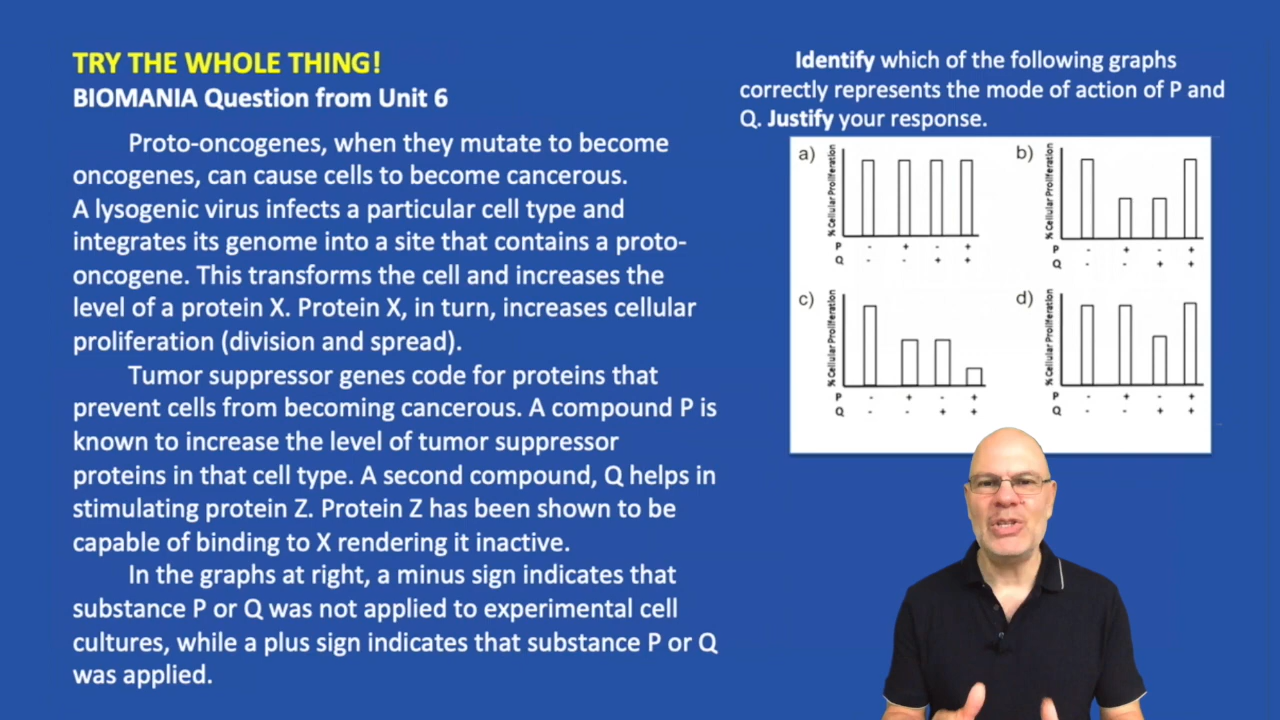 TRY THE WHOLE THING!
BIOMANIA Question from Unit 6
Proto-oncogenes, when they mutate to become
oncogenes, can cause cells to become cancerous.
A lysogenic virus infects a particular cell type and
integrates its genome into a site that contains a proto-
oncogene. This transforms the cell and increases the
level of a protein X. Protein X, in turn, increases cellular
proliferation (division and spread).
Tumor suppressor genes code for proteins that
prevent cells from becoming cancerous. A compound P is
known to increase the level of tumor suppressor
proteins in that cell type. A second compound, Q helps in
stimulating protein Z. Protein Z has been shown to be
capable of binding to X rendering it inactive.
In the graphs at right, a minus sign indicates that
substance P or Q was not applied to experimental cell
cultures, while a plus sign indicates that substance P or Q
was applied.
Identify which of the following graphs
correctly represents the mode of action of P and
Q. Justify your response.
a)
% Cellular Proliferation
P - + - +
Q - - + +
b)
% Cellular Proliferation
P - + - +
Q - - + +
c)
% Cellular Proliferation
P - + - +
Q - - + +
d)
% Cellular Proliferation
P - + - +
Q - - + +